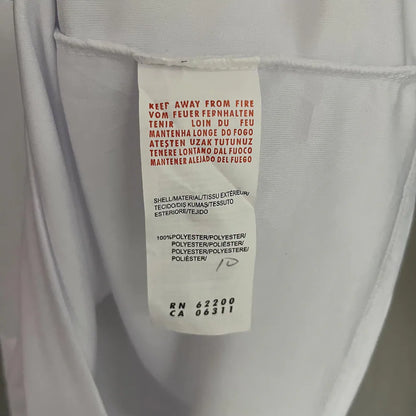 KEEP AWAY FROM FIRE
VOM FEUER FERNHALTEN
TENIR LOIN DU FEU
MANTENHA LONGE DO FOGO
ATEŞTEN UZAK TUTUNUZ
TENERE LONTANO DAL FUOCO
MANTENER ALEJADO DEL FUEGO
SHELL/MATERIAL/TISSU EXTÉRIEUR/
TECIDO/DIS KUMAS/TESSUTO
ESTERIORE/TEJIDO
100%POLYESTER/POLYESTER/
POLYESTER/POLIÉSTER/
POLYESTER/POLYESTERE/
POLIÉSTER/
10
RN 62200
CA 06311